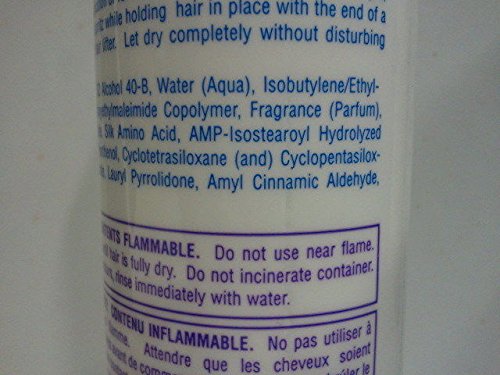 while holding hair in place with the end of a
lifter. Let dry completely without disturbing
Alcohol 40-B, Water (Aqua), Isobutylene/Ethyl-
Copolymer, Fragrance (Parfum),
Silk Amino Acid, AMP-Isostearoyl Hydrolyzed
Cyclotetrasiloxane (and) Cyclopentasilox-
Lauryl Pyrrolidone, Amyl Cinnamic Aldehyde,
FLAMMABLE. Do not use near flame.
hair is fully dry. Do not incinerate container.
rinse immediately with water.
CONTENU INFLAMMABLE. No pas utiliser à
Attendre que les cheveux soient